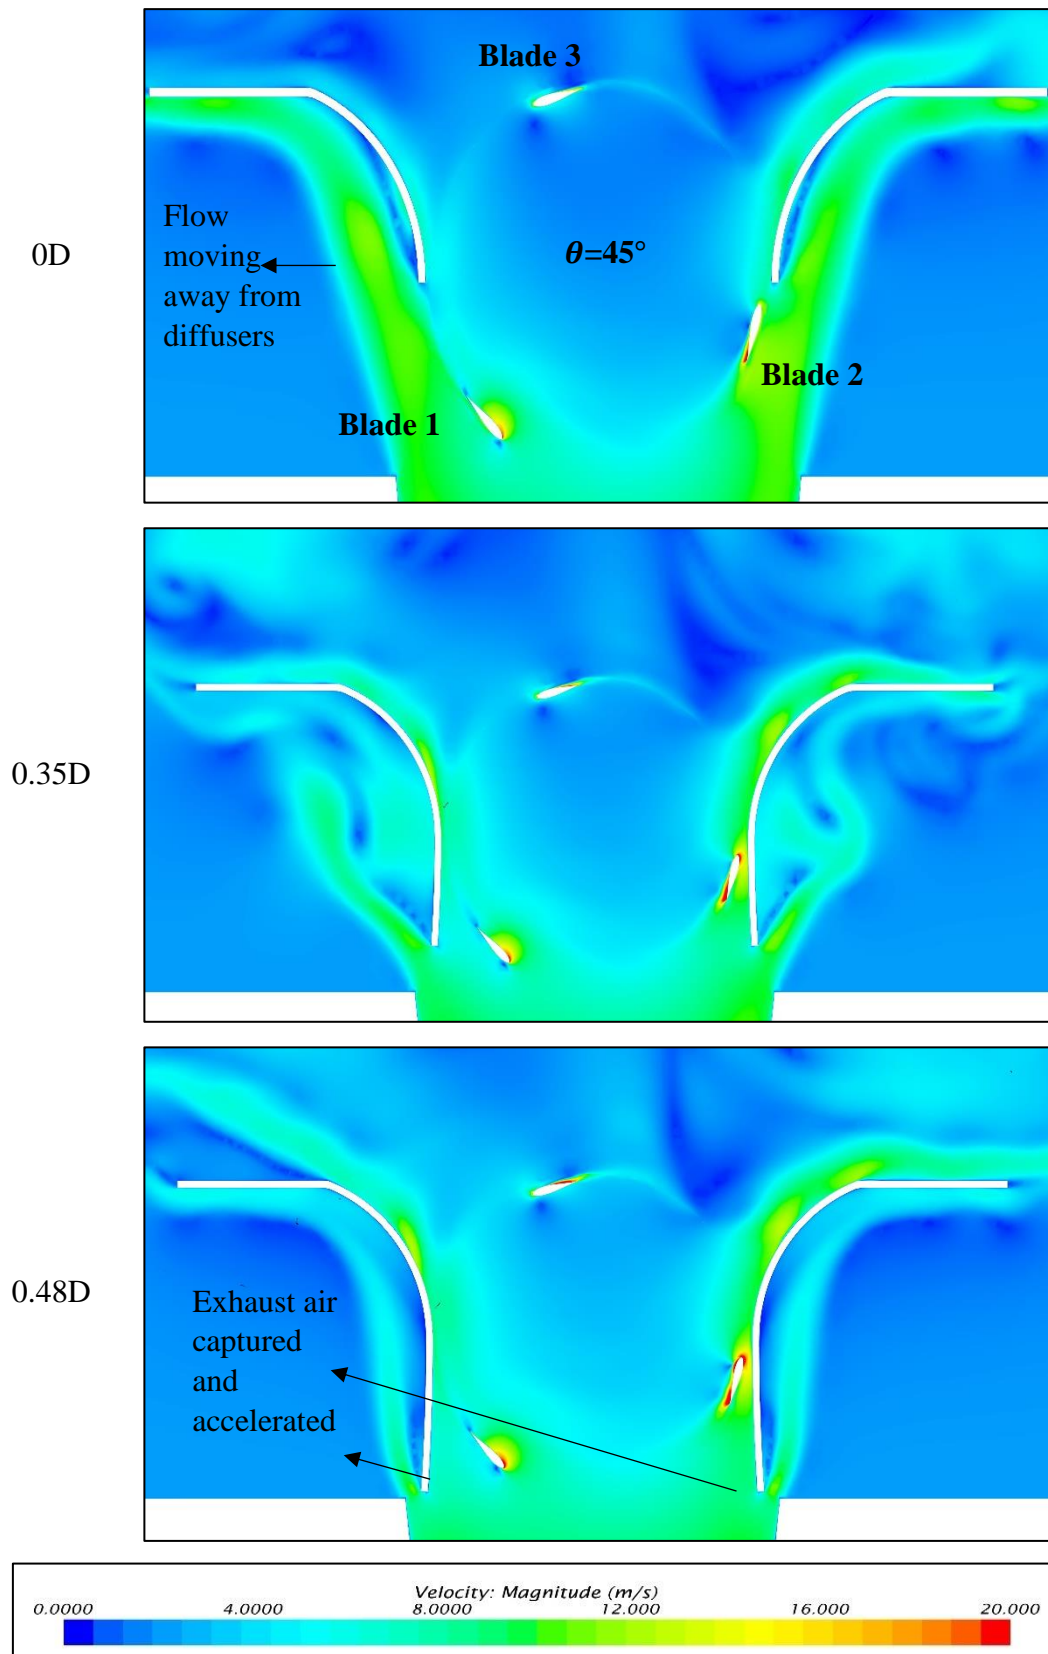 Blade 3
0D
Flow
moving
away from
diffusers
θ=45°
Blade 2
Blade 1
0.35D
0.48D
Exhaust air
captured
and
accelerated
Velocity: Magnitude (m/s)
0.0000 4.0000 8.0000 12.000 16.000 20.000